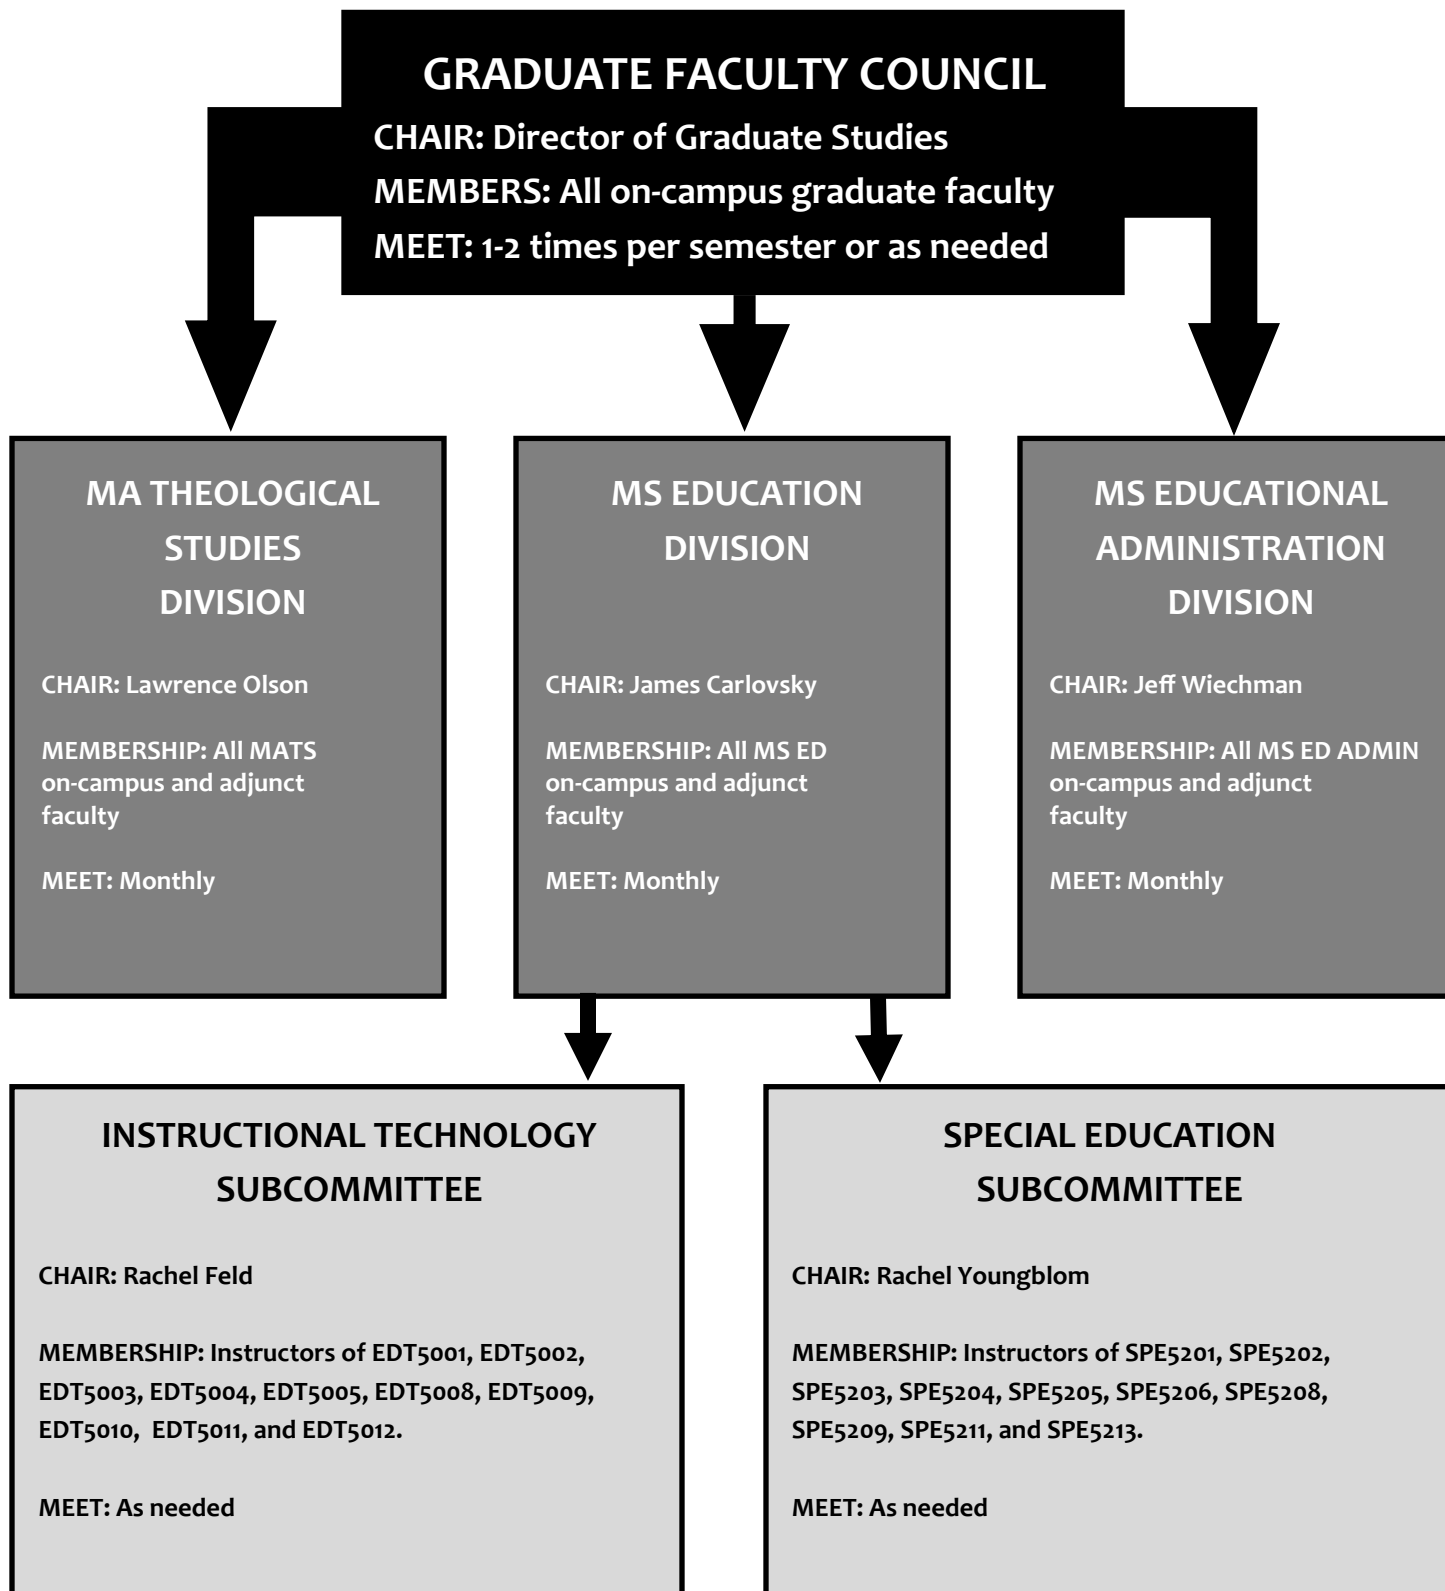 GRADUATE FACULTY COUNCIL
CHAIR: Director of Graduate Studies
MEMBERS: All on-campus graduate faculty
MEET: 1-2 times per semester or as needed
MA THEOLOGICAL
STUDIES
DIVISION
CHAIR: Lawrence Olson
MEMBERSHIP: All MATS
on-campus and adjunct
faculty
MEET: Monthly
MS EDUCATION
DIVISION
CHAIR: James Carlovsky
MEMBERSHIP: All MS ED
on-campus and adjunct
faculty
MEET: Monthly
MS EDUCATIONAL
ADMINISTRATION
DIVISION
CHAIR: Jeff Wiechman
MEMBERSHIP: All MS ED ADMIN
on-campus and adjunct
faculty
MEET: Monthly
INSTRUCTIONAL TECHNOLOGY
SUBCOMMITTEE
CHAIR: Rachel Feld
MEMBERSHIP: Instructors of EDT5001, EDT5002,
EDT5003, EDT5004, EDT5005, EDT5008, EDT5009,
EDT5010, EDT5011, and EDT5012.
MEET: As needed
SPECIAL EDUCATION
SUBCOMMITTEE
CHAIR: Rachel Youngblom
MEMBERSHIP: Instructors of SPE5201, SPE5202,
SPE5203, SPE5204, SPE5205, SPE5206, SPE5208,
SPE5209, SPE5211, and SPE5213.
MEET: As needed